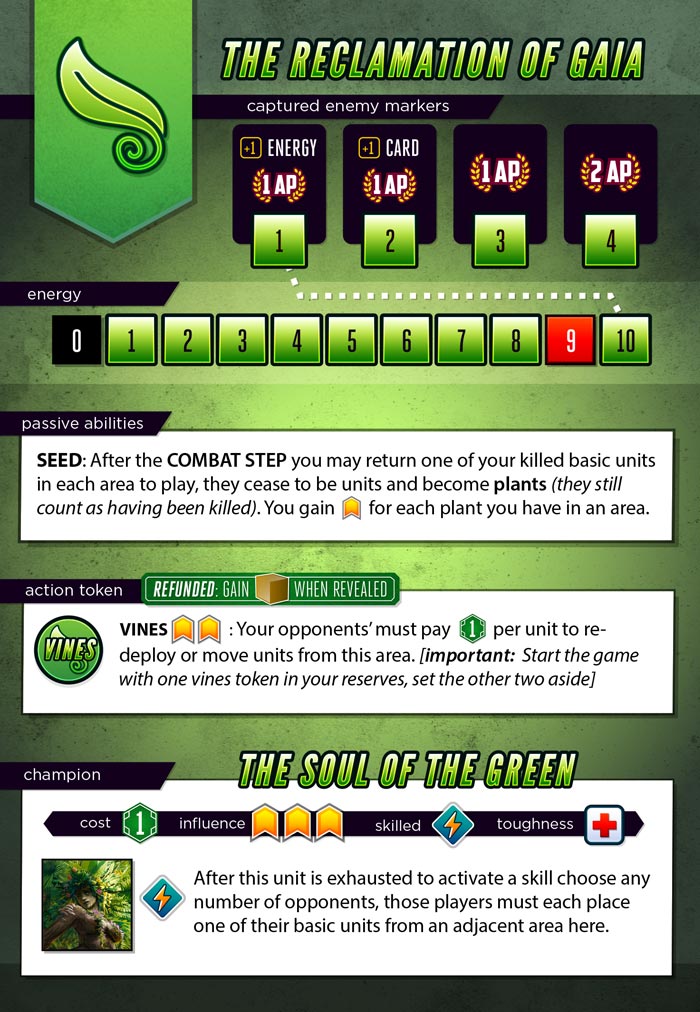 THE RECLAMATION OF GAIA
captured enemy markers
+1 ENERGY
1 AP
+1 CARD
1 AP
1 AP
2 AP
1 2 3 4
energy
0 1 2 3 4 5 6 7 8 9 10
passive abilities
SEED: After the COMBAT STEP you may return one of your killed basic units
in each area to play, they cease to be units and become plants (they still
count as having been killed). You gain for each plant you have in an area.
action token
REFUNDED: GAIN WHEN REVEALED
VINES
VINES : Your opponents' must pay 1 per unit to re-
deploy or move units from this area. [important: Start the game
with one vines token in your reserves, set the other two aside]
THE SOUL OF THE GREEN
champion
cost 1 influence skilled toughness
After this unit is exhausted to activate a skill choose any
number of opponents, those players must each place
one of their basic units from an adjacent area here.